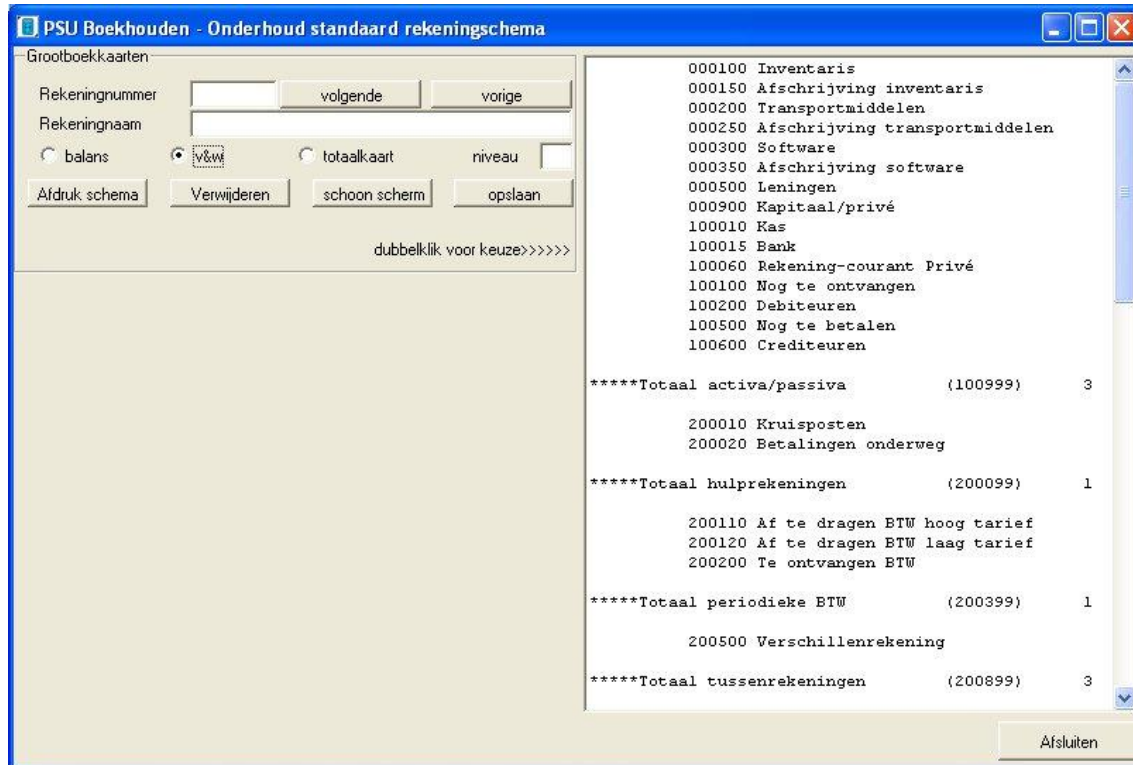 PSU Boekhouden - Onderhoud standaard rekeningschema
Grootboekkaarten
Rekeningnummer volgende vorige
Rekeningnaam
balans v&w totaalkaart niveau
Afdruk schema Verwijderen schoon scherm opslaan
dubbelklik voor keuze>>>>>>
000100 Inventaris
000150 Afschrijving inventaris
000200 Transportmiddelen
000250 Afschrijving transportmiddelen
000300 Software
000350 Afschrijving software
000500 Leningen
000900 Kapitaal/privé
100010 Kas
100015 Bank
100060 Rekening-courant Privé
100100 Nog te ontvangen
100200 Debiteuren
100500 Nog te betalen
100600 Crediteuren
*****Totaal activa/passiva (100999) 3
200010 Kruisposten
200020 Betalingen onderweg
*****Totaal hulprekeningen (200099) 1
200110 Af te dragen BTW hoog tarief
200120 Af te dragen BTW laag tarief
200200 Te ontvangen BTW
*****Totaal periodieke BTW (200399) 1
200500 Verschillenrekening
*****Totaal tussenrekeningen (200899) 3
Afsluiten